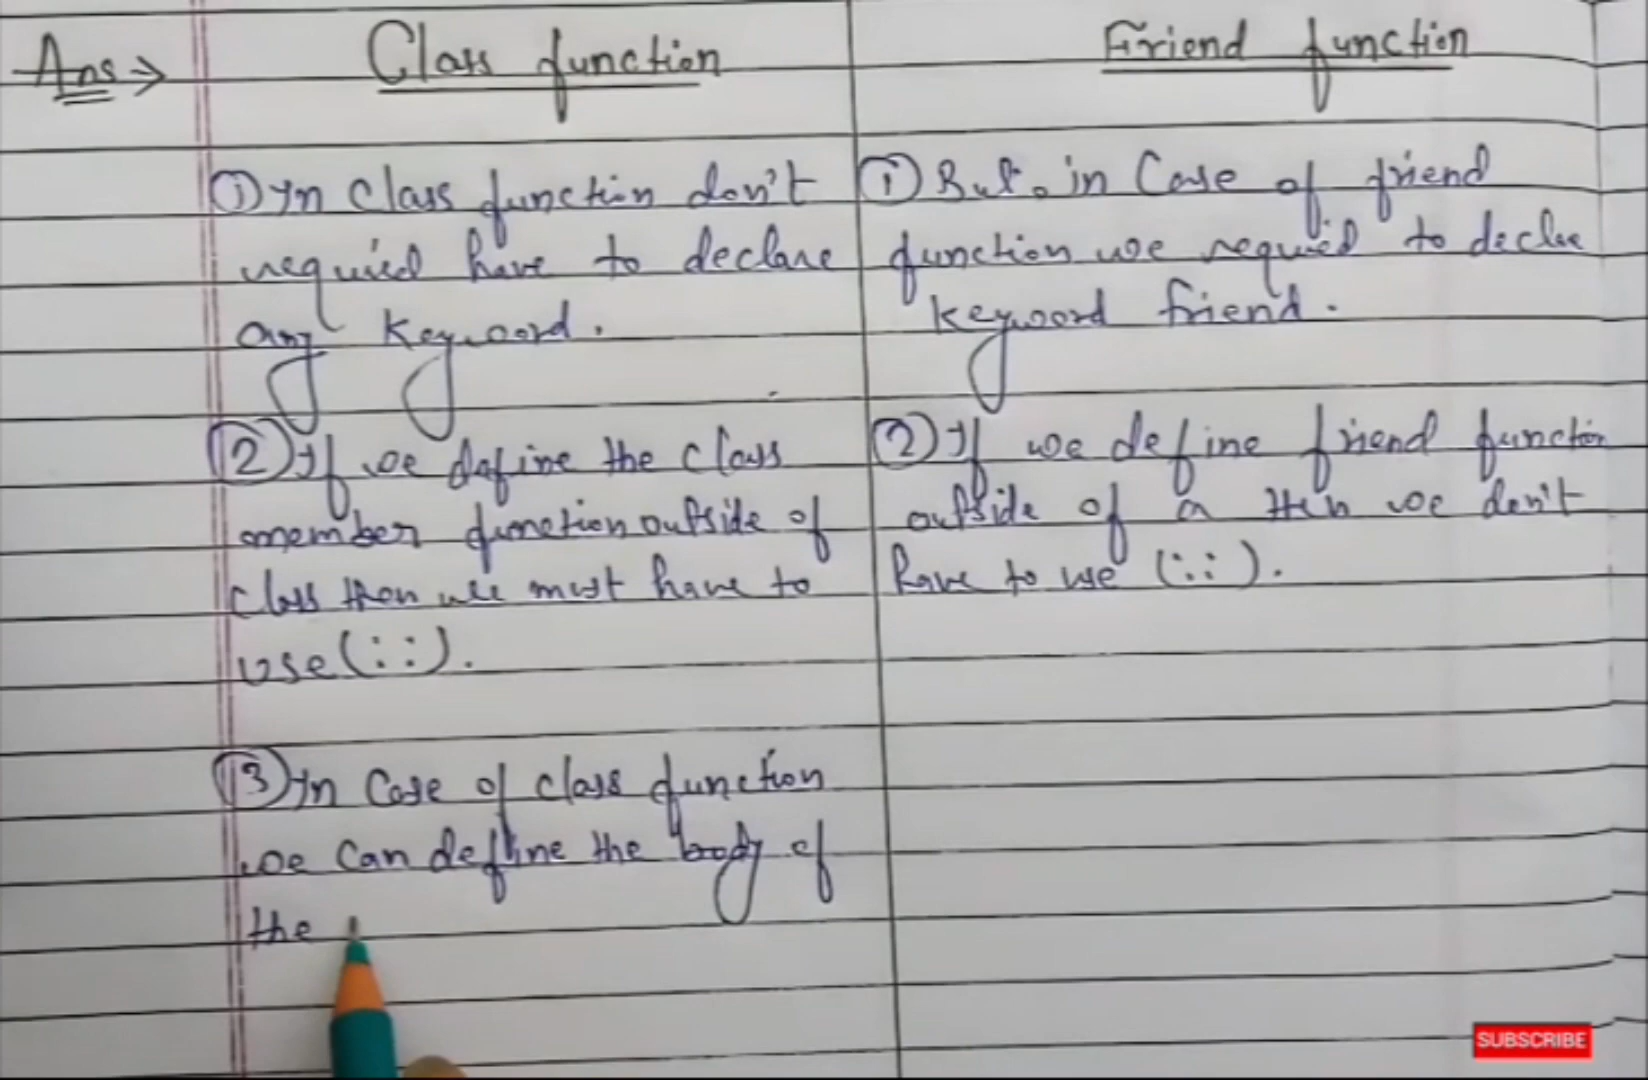 Ans →
Class function
① In Class function don't
requied have to declare
any keyword.
② If we define the class
member function outside of
class then we must have to
use (::).
③ In Case of class function
we can define the body of
the
Friend function
① But. in Case of friend
function we requied to declae
keyword friend.
② If we define friend function
outside of a then we don't
have to use (::).
SUBSCRIBE